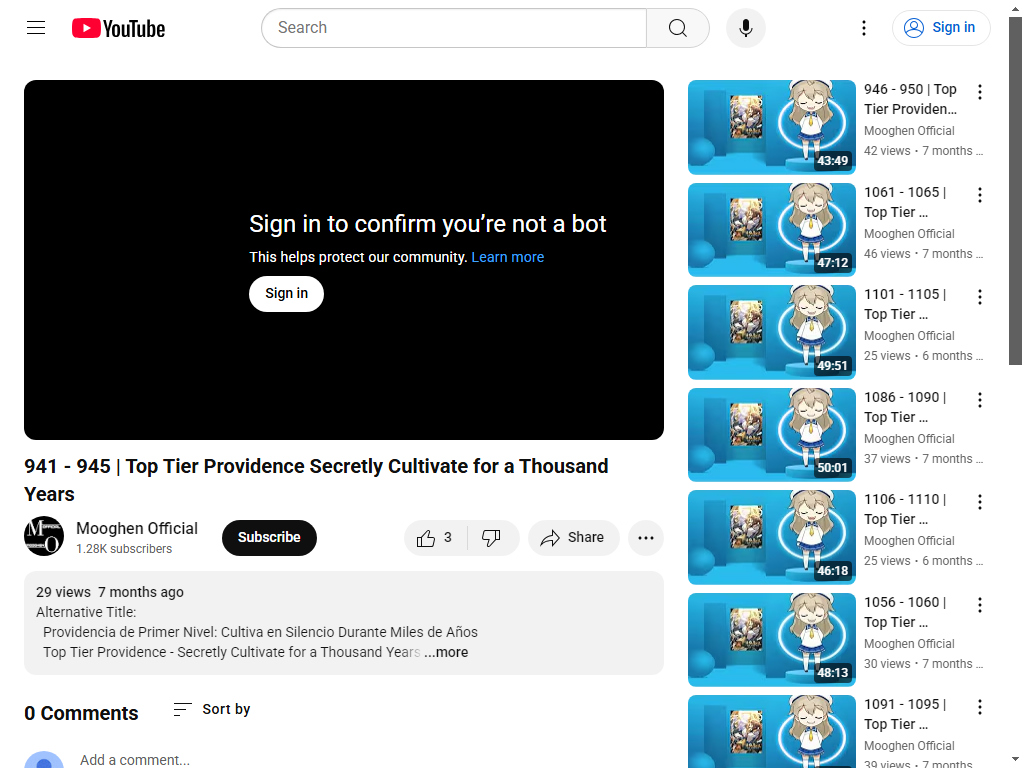 YouTube
Search
Sign in
Sign in to confirm you’re not a bot
This helps protect our community. Learn more
Sign in
941 - 945 | Top Tier Providence Secretly Cultivate for a Thousand
Years
Mooghen Official
1.28K subscribers
Subscribe
3
Share
29 views 7 months ago
Alternative Title:
Providencia de Primer Nivel: Cultiva en Silencio Durante Miles de Años
Top Tier Providence - Secretly Cultivate for a Thousand Years ...more
0 Comments
Sort by
Add a comment...
43:49
946 - 950 | Top
Tier Providen...
Mooghen Official
42 views • 7 months ...
47:12
1061 - 1065 |
Top Tier ...
Mooghen Official
46 views • 7 months ...
49:51
1101 - 1105 |
Top Tier ...
Mooghen Official
25 views • 6 months ...
50:01
1086 - 1090 |
Top Tier ...
Mooghen Official
37 views • 7 months ...
46:18
1106 - 1110 |
Top Tier ...
Mooghen Official
25 views • 6 months ...
48:13
1056 - 1060 |
Top Tier ...
Mooghen Official
30 views • 7 months ...
1091 - 1095 |
Top Tier ...
Mooghen Official
39 views • 7 months ...